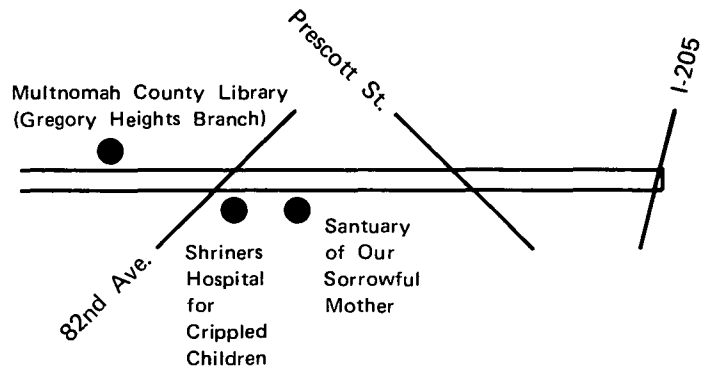 Prescott St.
I-205
Multnomah County Library
(Gregory Heights Branch)
82nd Ave.
Shriners
Hospital
for
Crippled
Children
Santuary
of Our
Sorrowful
Mother